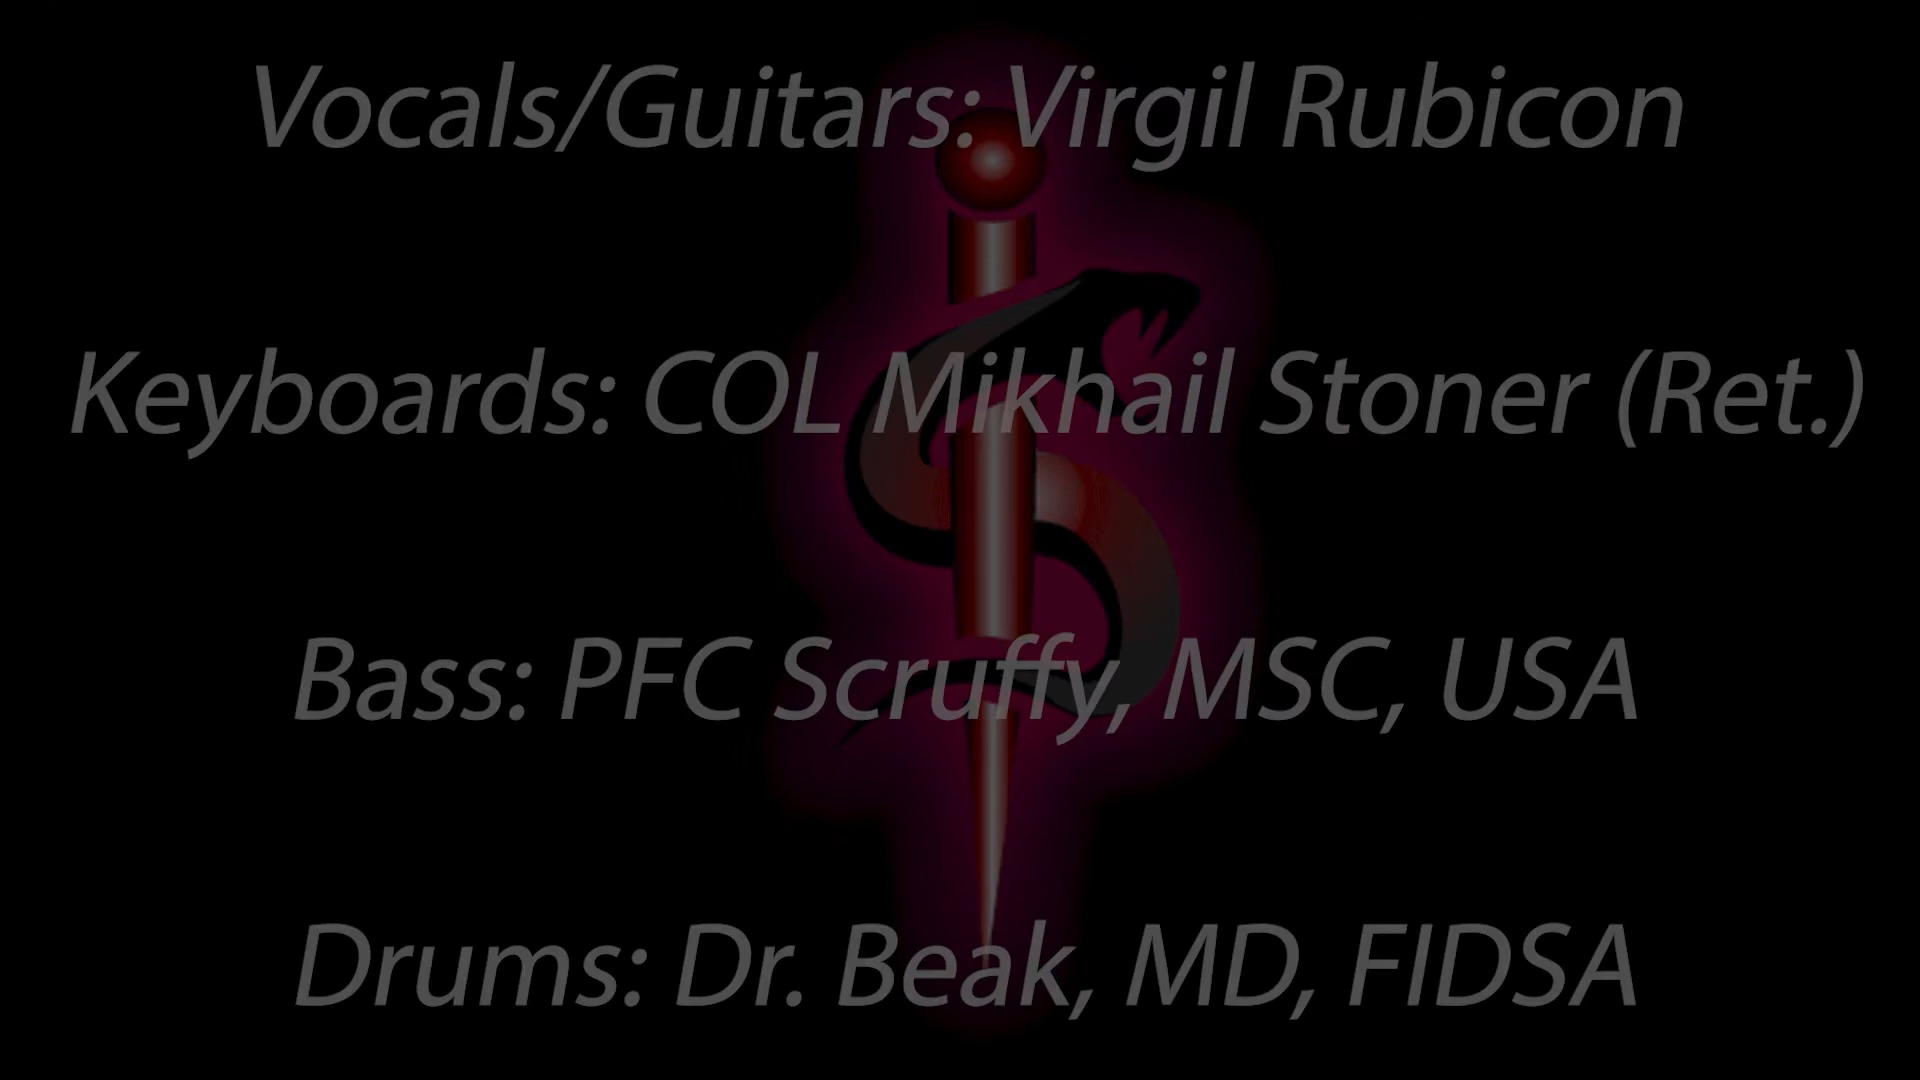 Vocals/Guitars: Virgil Rubicon
Keyboards: COL Mikhail Stoner (Ret.)
Bass: PFC Scruffy, MSC, USA
Drums: Dr. Beak, MD, FIDSA